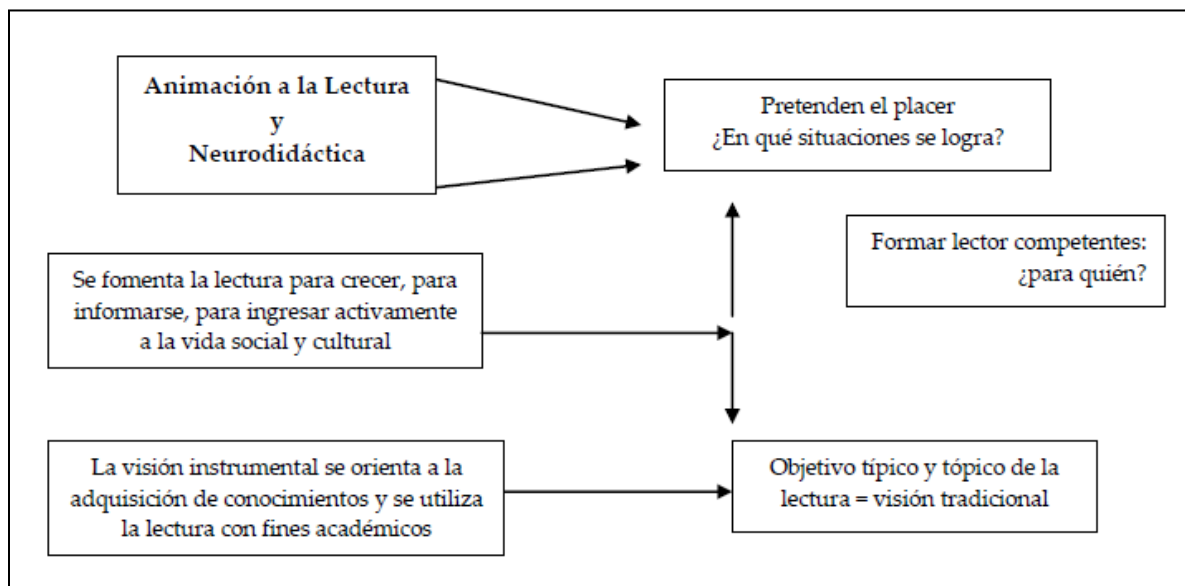 Animación a la Lectura
y
Neurodidáctica
Pretenden el placer
¿En qué situaciones se logra?
Formar lector competentes:
¿para quién?
Se fomenta la lectura para crecer, para
informarse, para ingresar activamente
a la vida social y cultural
La visión instrumental se orienta a la
adquisición de conocimientos y se utiliza
la lectura con fines académicos
Objetivo típico y tópico de la
lectura = visión tradicional